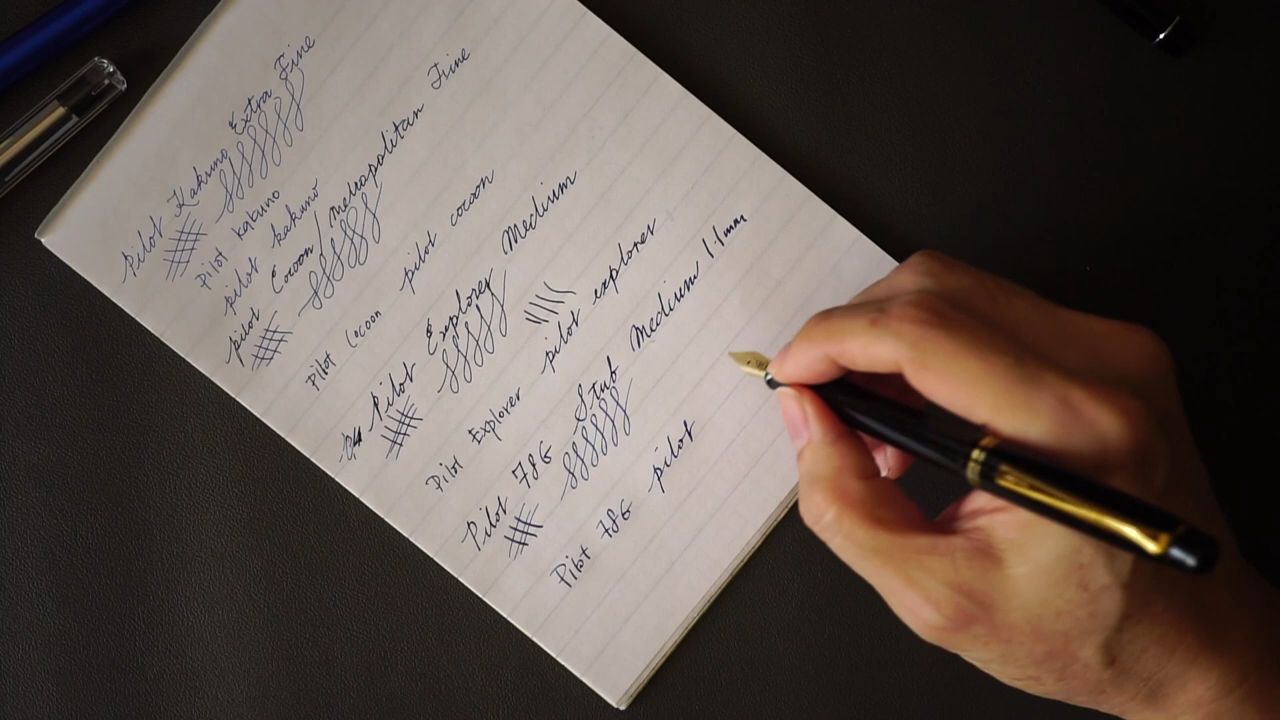 Pilot Kakuno Extra Fine
Pilot kakuno
pilot kakuno
pilot Cocoon/metropolitan Fine
Pilot Cocoon pilot cocoon
Pilot Explorer Medium
Pilot Explorer pilot explorer
Pilot 78G Stub Medium 1.1mm
Pilot 78G pilot